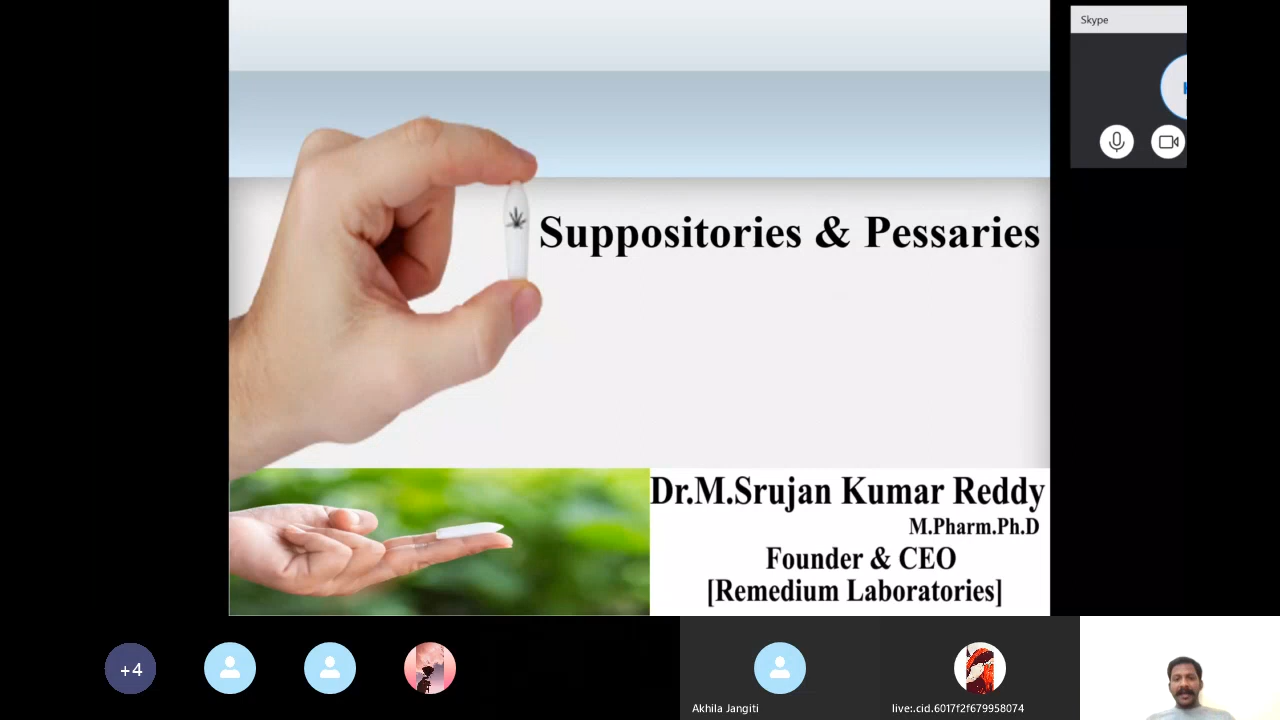 Skype
Suppositories & Pessaries
Dr.M.Srujan Kumar Reddy
M.Pharm.Ph.D
Founder & CEO
[Remedium Laboratories]
+4
Akhila Jangiti
live:.cid.6017f2f679958074